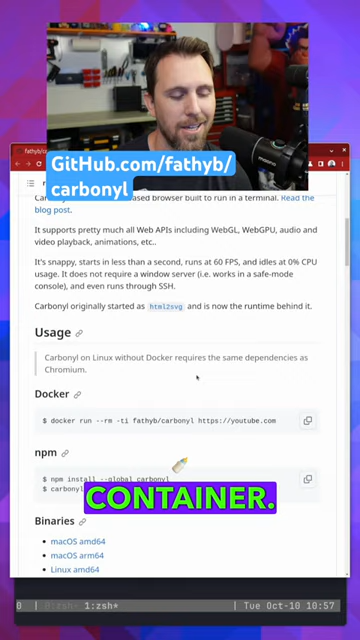 GitHub.com/fathyb/
carbonyl
based browser built to run in a terminal. Read the
blog post.
It supports pretty much all Web APIs including WebGL, WebGPU, audio and
video playback, animations, etc..
It's snappy, starts in less than a second, runs at 60 FPS, and idles at 0% CPU
usage. It does not require a window server (i.e. works in a safe-mode
console), and even runs through SSH.
Carbonyl originally started as html2svg and is now the runtime behind it.
Usage
Carbonyl on Linux without Docker requires the same dependencies as
Chromium.
Docker
$ docker run --rm -ti fathyb/carbonyl https://youtube.com
npm
$ npm install --global carbonyl
$ carbonyl
CONTAINER.
Binaries
macOS amd64
macOS arm64
Linux amd64
0 0:zsh- 1:zsh* Tue Oct-10 10:57